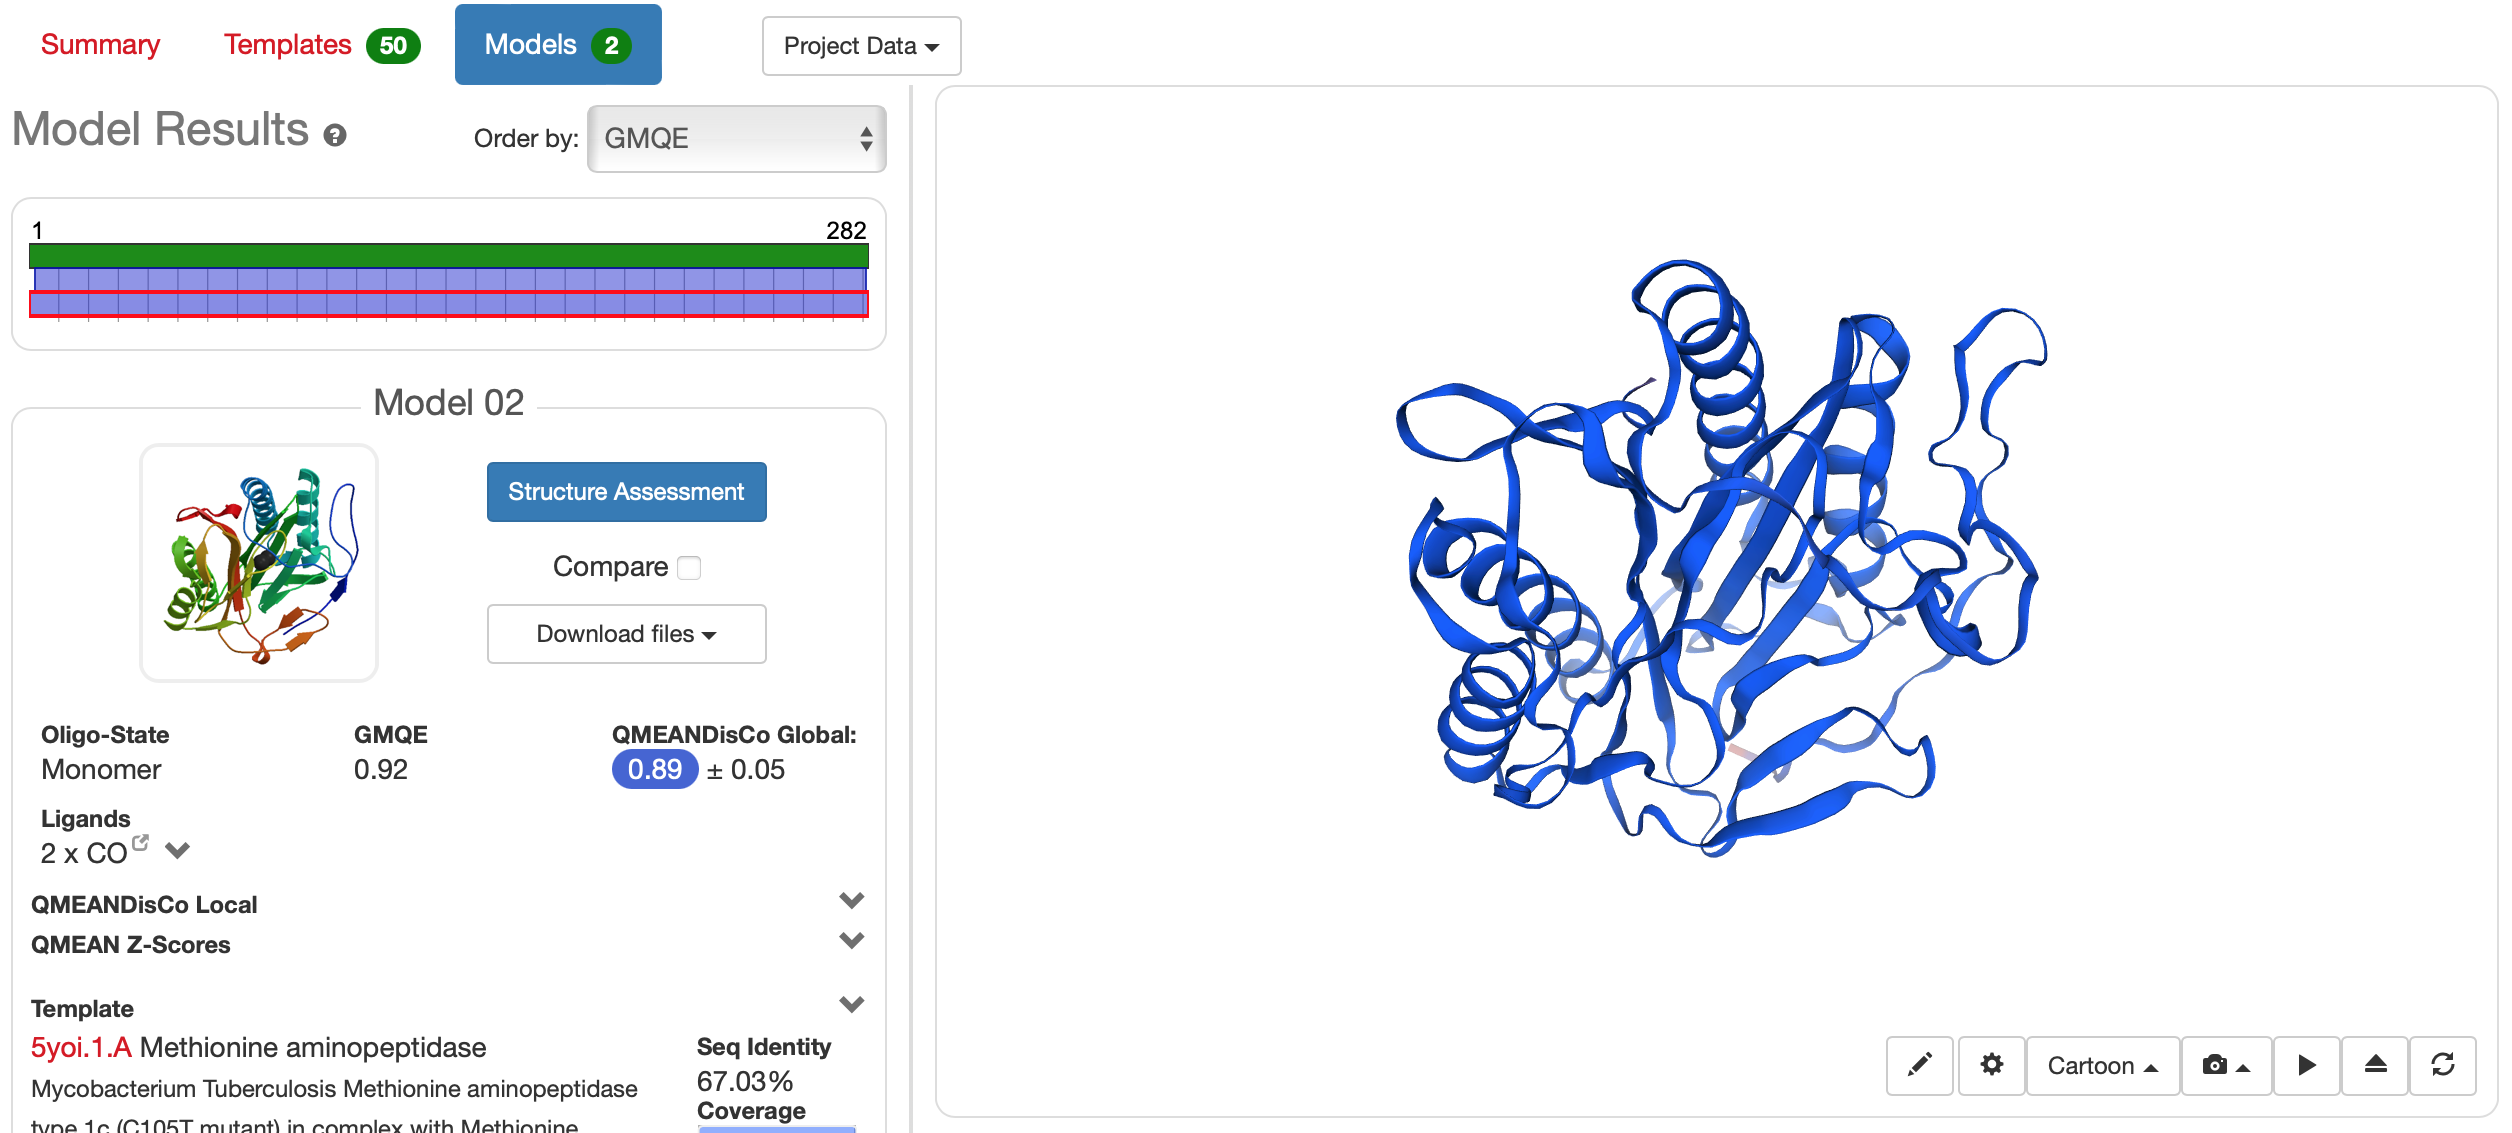 Summary
Templates 50
Models 2
Project Data
Model Results ?
Order by: GMQE
1 282
Model 02
Structure Assessment
Compare
Download files
Oligo-State GMQE QMEANDisCo Global:
Monomer 0.92 0.89 ± 0.05
Ligands
2 x CO
QMEANDisCo Local
QMEAN Z-Scores
Template
5yoi.1.A Methionine aminopeptidase
Mycobacterium Tuberculosis Methionine aminopeptidase
type 1c (C105T mutant) in complex with Methionine
Seq Identity
67.03%
Coverage
Cartoon